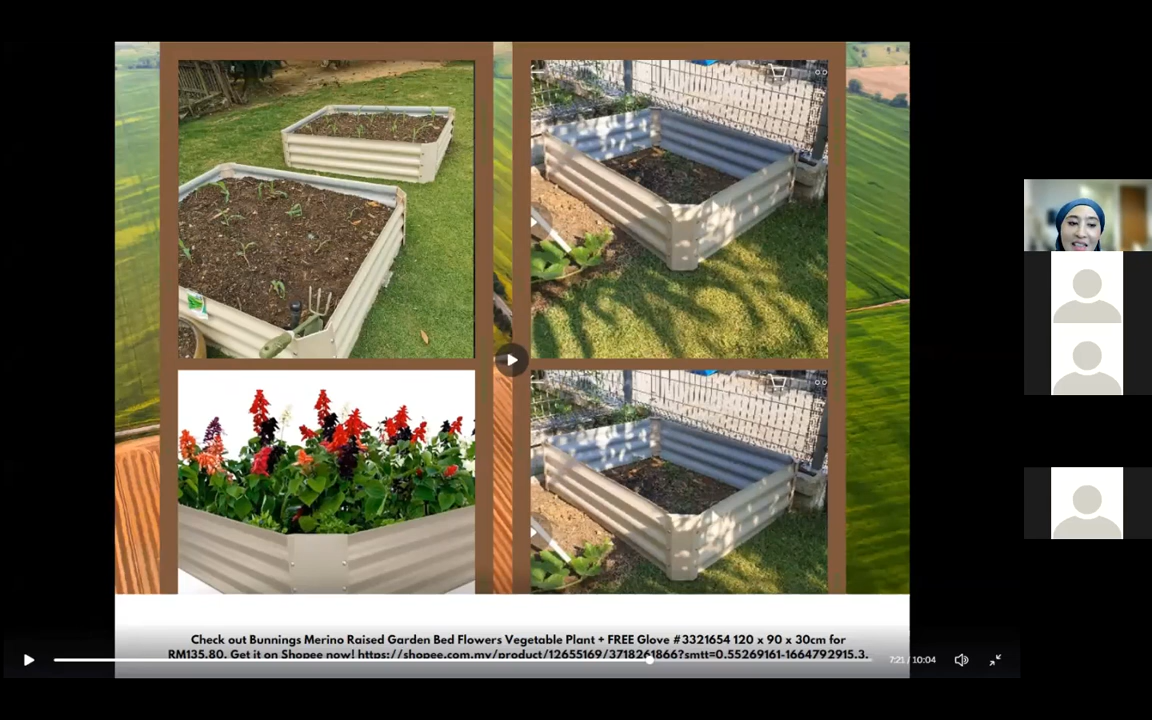 Check out Bunnings Merino Raised Garden Bed Flowers Vegetable Plant + FREE Glove #3321654 120 x 90 x 30cm for
RM135.80. Get it on Shopee now! https://shopee.com.my/product/12655169/3718261866?smtt=0.55269161-1664792915.3.
7:21 / 10:04